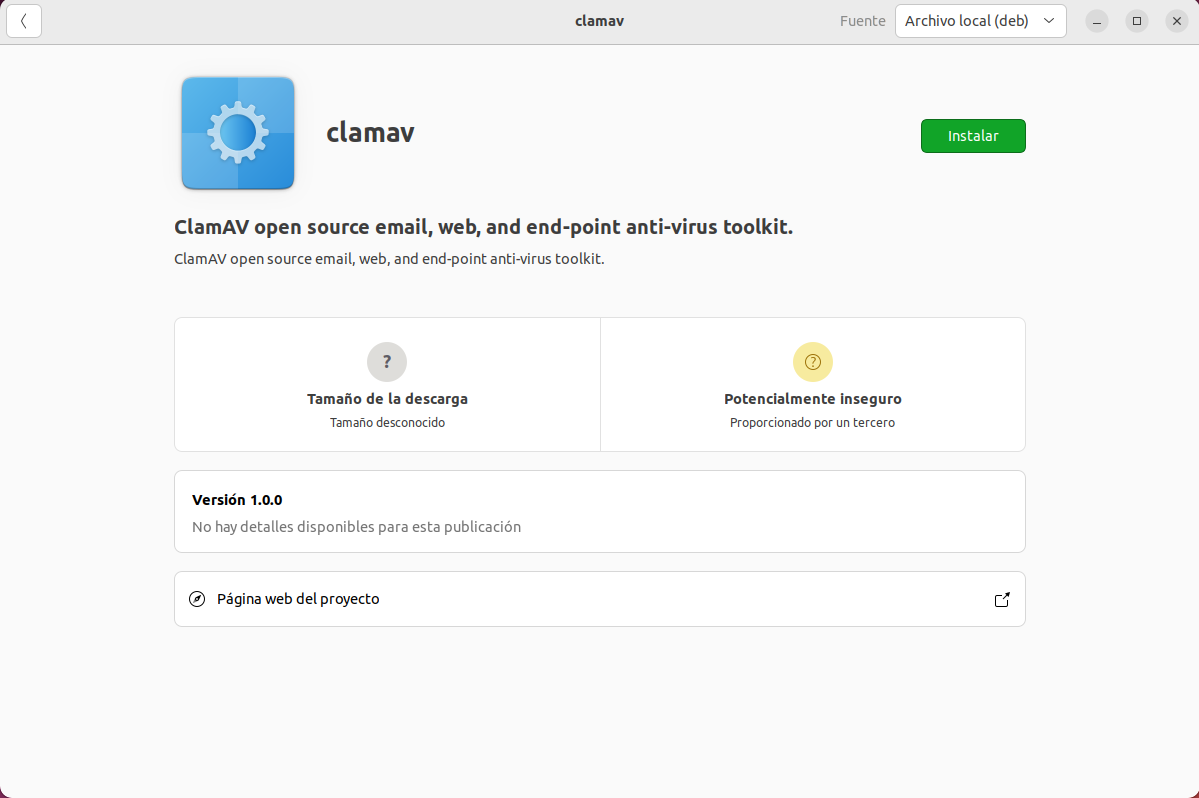 clamav
Fuente
Archivo local (deb)
clamav
Instalar
ClamAV open source email, web, and end-point anti-virus toolkit.
ClamAV open source email, web, and end-point anti-virus toolkit.
?
Tamaño de la descarga
Tamaño desconocido
?
Potencialmente inseguro
Proporcionado por un tercero
Versión 1.0.0
No hay detalles disponibles para esta publicación
Página web del proyecto